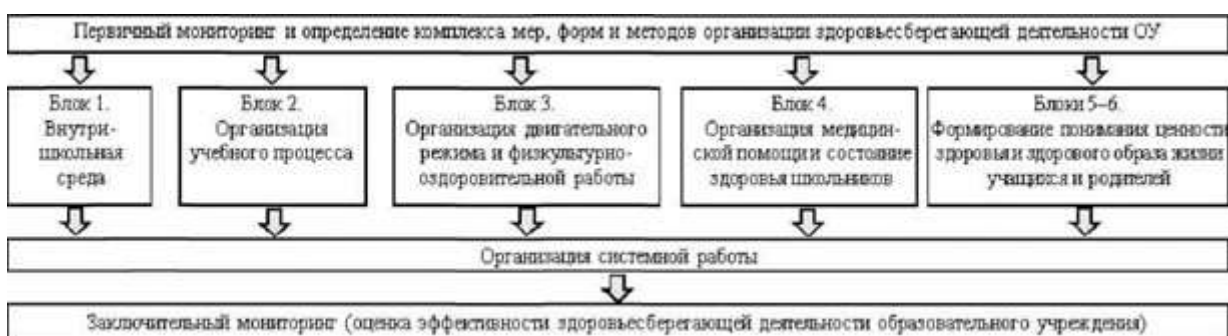 Первичный мониторинг и определение комплекса мер, форм и методов организации здоровьесберегающей деятельности ОУ
Блок 1.
Внутри-
школьная
среда
Блок 2.
Организация
учебного процесса
Блок 3.
Организация двигательного
режима и физкультурно-
оздоровительной работы
Блок 4.
Организация медицин-
ской помощи и состояние
здоровья школьников
Блоки 5–6.
Формирование понимания ценности
здоровья и здорового образа жизни
учащихся и родителей
Организация системной работы
Заключительный мониторинг (оценка эффективности здоровьесберегающей деятельности образовательного учреждения)